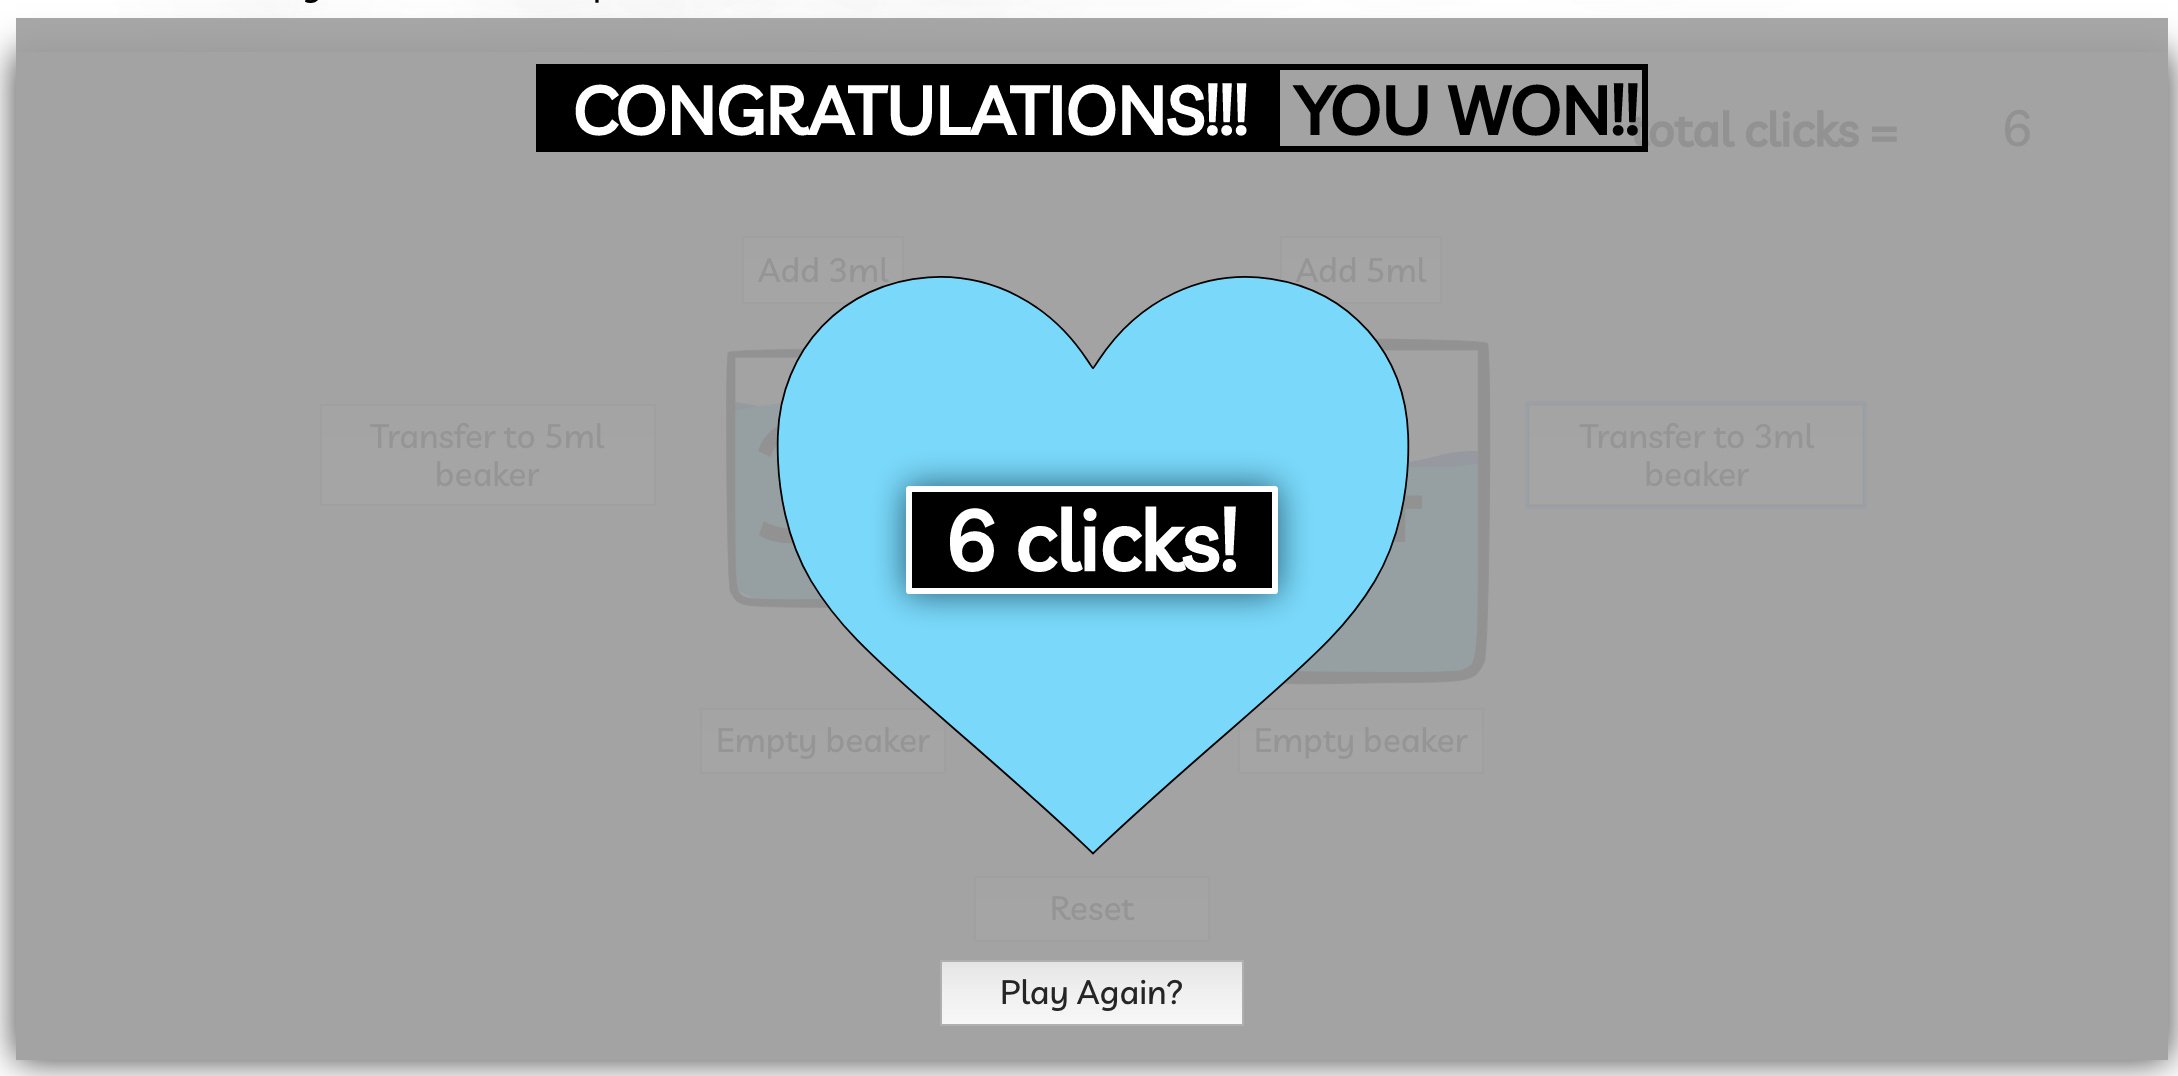 CONGRATULATIONS!!! YOU WON!!
otal clicks = 6
Add 3ml Add 5ml
Transfer to 5ml
beaker
Transfer to 3ml
beaker
6 clicks!
Empty beaker Empty beaker
Reset
Play Again?